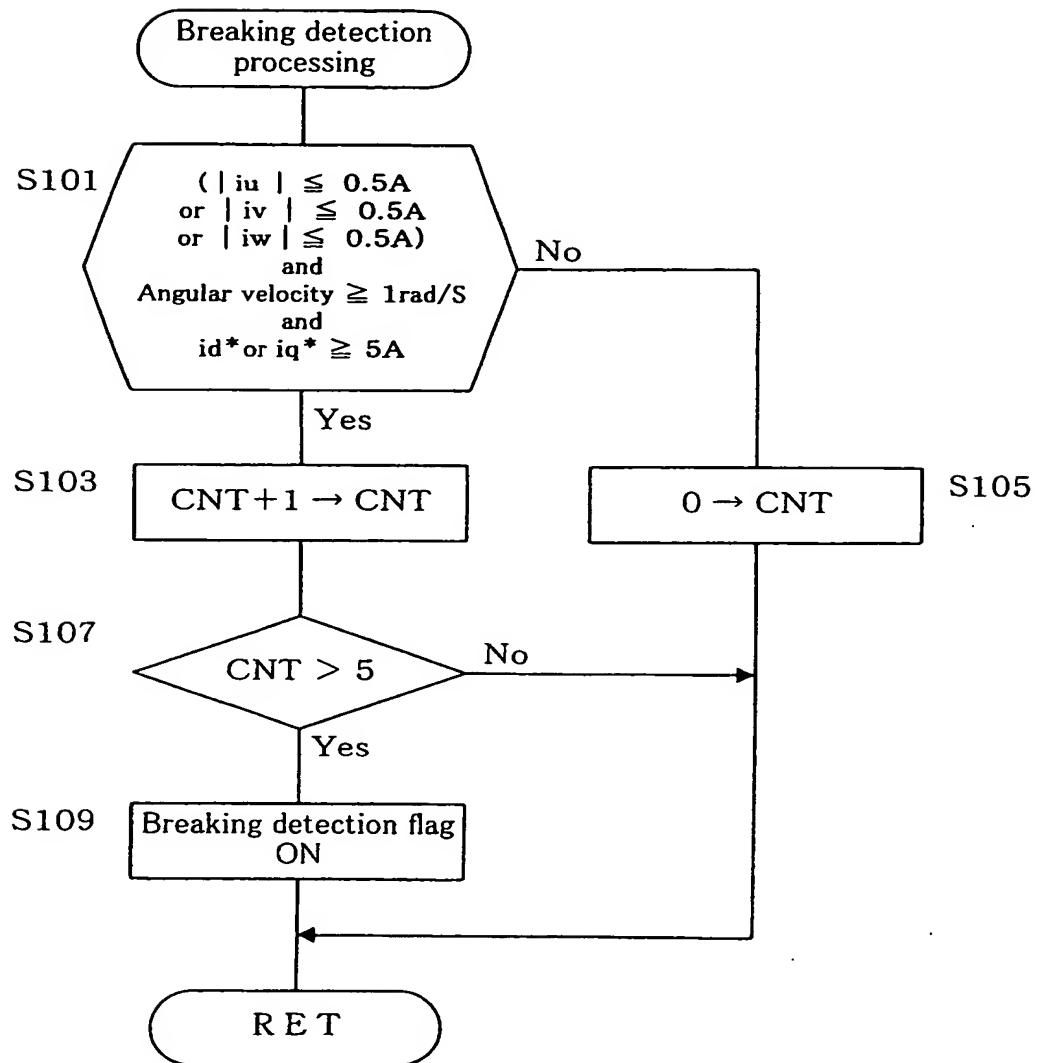 Breaking detection
processing
S101
( | iu | ≦ 0.5A
or | iv | ≦ 0.5A
or | iw | ≦ 0.5A)
and
Angular velocity ≧ 1rad/S
and
id* or iq* ≧ 5A
No
Yes
S103
CNT+1 → CNT
0 → CNT
S105
S107
CNT > 5
No
Yes
S109
Breaking detection flag
ON
RET